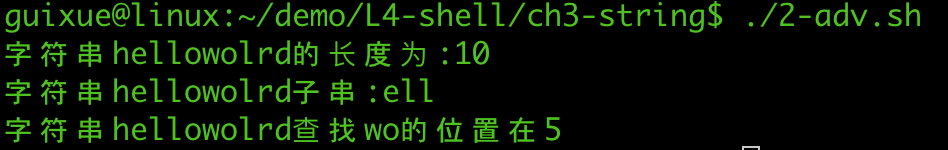 guixue@linux:~/demo/L4-shell/ch3-string$ ./2-adv.sh
字符串hellowolrd的长度为:10
字符串hellowolrd子串:ell
字符串hellowolrd查找wo的位置在5